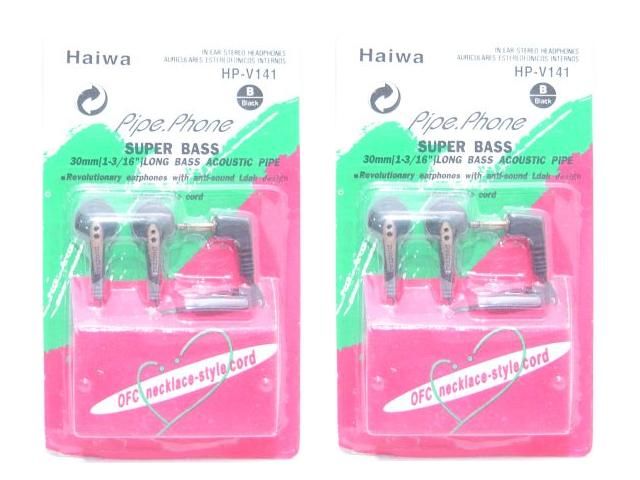 Haiwa
IN EAR STEREO HEADPHONES
AURICULARES ESTEREOFONICOS INTERNOS
HP-V141
B
Black
Pipe.Phone
SUPER BASS
30mm[1-3/16"]LONG BASS ACOUSTIC PIPE
Revolutionary earphones with anti-sound design
cord
OFC necklace-style cord
Haiwa
IN EAR STEREO HEADPHONES
AURICULARES ESTEREOFONICOS INTERNOS
HP-V141
B
Black
Pipe.Phone
SUPER BASS
30mm[1-3/16"]LONG BASS ACOUSTIC PIPE
Revolutionary earphones with anti-sound design
cord
OFC necklace-style cord